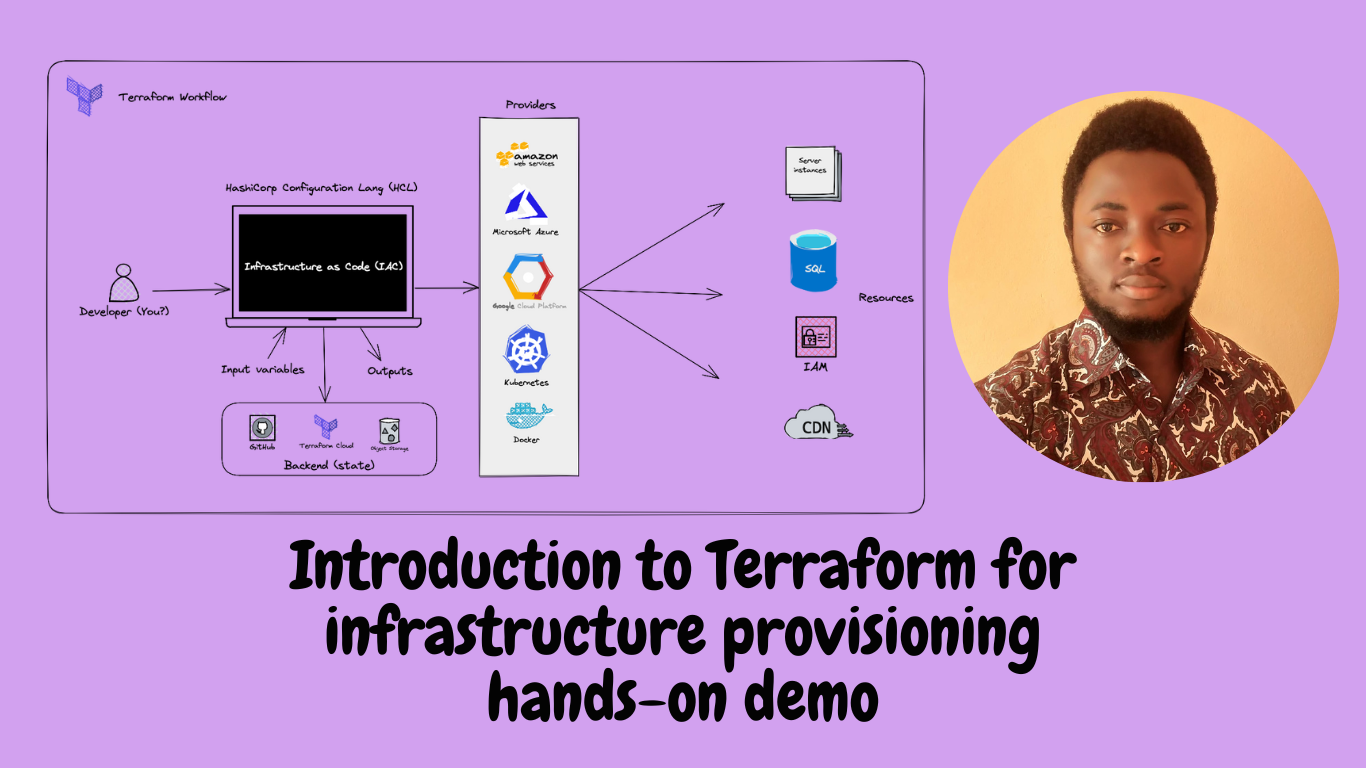 Terraform Workflow
Providers
amazon
web services
Microsoft Azure
Google Cloud Platform
Kubernetes
Docker
HashiCorp Configuration Lang (HCL)
Infrastructure as Code (IAC)
Developer (You?)
Input variables
Outputs
GitHub
Terraform Cloud
Object Storage
Backend (state)
Server
instances
SQL
Resources
IAM
CDN
Introduction to Terraform for
infrastructure provisioning
hands-on demo